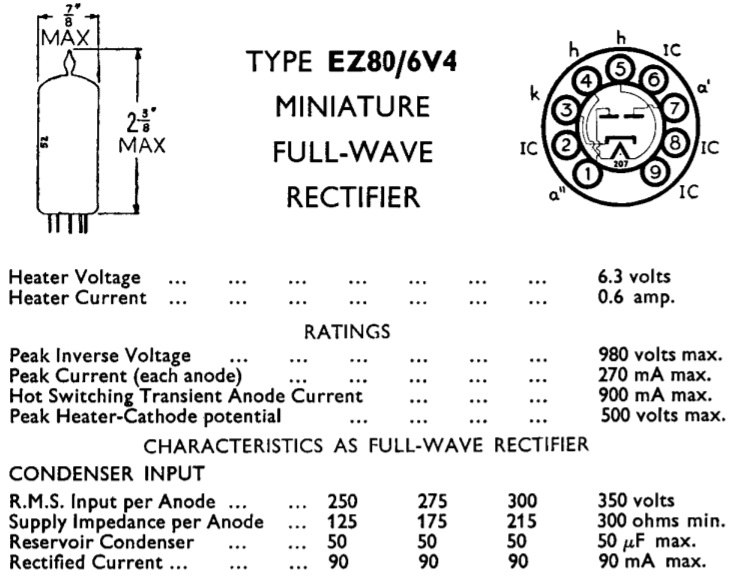 7/8" MAX
2 3/8" MAX
52
TYPE EZ80/6V4
MINIATURE
FULL-WAVE
RECTIFIER
h
h
IC
k
a'
IC
IC
a"
IC
1
2
3
4
5
6
7
8
9
207
Heater Voltage ... ... ... ... ... ... ... 6.3 volts
Heater Current ... ... ... ... ... ... ... 0.6 amp.
RATINGS
Peak Inverse Voltage ... ... ... ... ... ... 980 volts max.
Peak Current (each anode) ... ... ... ... ... 270 mA max.
Hot Switching Transient Anode Current ... ... ... 900 mA max.
Peak Heater-Cathode potential ... ... ... ... 500 volts max.
CHARACTERISTICS AS FULL-WAVE RECTIFIER
CONDENSER INPUT
R.M.S. Input per Anode ... ... 250 275 300 350 volts
Supply Impedance per Anode ... 125 175 215 300 ohms min.
Reservoir Condenser ... ... 50 50 50 50 μF max.
Rectified Current ... ... ... 90 90 90 90 mA max.